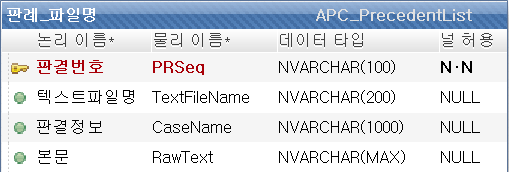 판례_파일명 APC_PrecedentList
논리 이름* 물리 이름* 데이터 타입 널 허용
판결번호 PRSeq NVARCHAR(100) N·N
텍스트파일명 TextFileName NVARCHAR(200) NULL
판결정보 CaseName NVARCHAR(1000) NULL
본문 RawText NVARCHAR(MAX) NULL